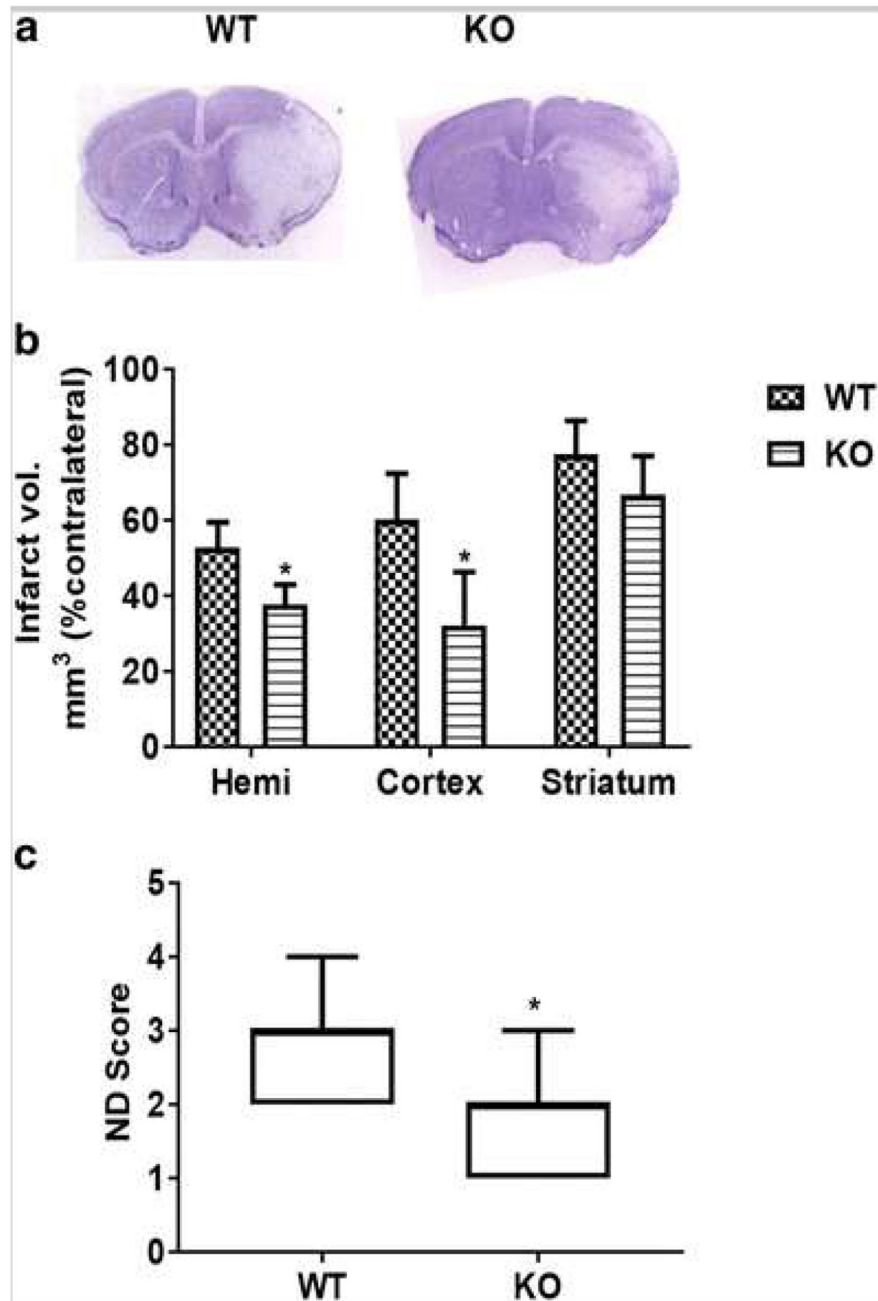 a WT KO
b
Infarct vol.
mm³ (%contralateral)
100
80
60
40
20
0
* *
Hemi Cortex Striatum
WT
KO
c
ND Score
5
4
3
2
1
0
*
WT KO